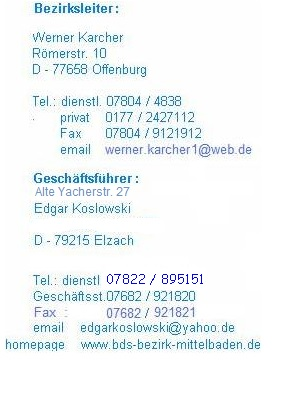 Bezirksleiter :
Werner Karcher
Römerstr. 10
D - 77658 Offenburg
Tel.: dienstl. 07804 / 4838
privat 0177 / 2427112
Fax 07804 / 9121912
email werner.karcher1@web.de
Geschäftsführer :
Alte Yacherstr. 27
Edgar Koslowski
D - 79215 Elzach
Tel.: dienstl 07822 / 895151
Geschäftsst.07682 / 921820
Fax : 07682 / 921821
email edgarkoslowski@yahoo.de
homepage www.bds-bezirk-mittelbaden.de